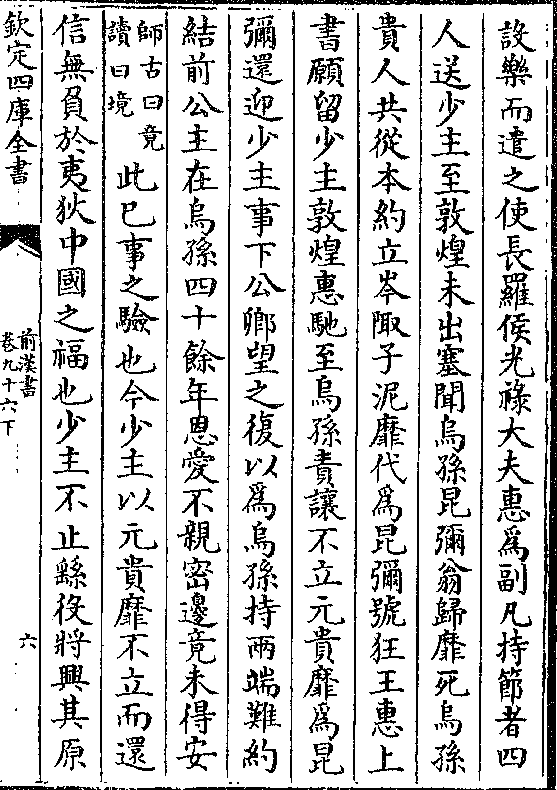 設樂而遣之使長羅侯光祿大夫惠為副凡持節者四
人送少主至敦煌未出塞聞烏孫昆彌翁歸靡死烏孫
貴人共從本約立岑陬子泥靡代為昆彌號狂王惠上
書願留少主敦煌惠馳至烏孫責讓不立元貴靡為昆
彌還迎少主事下公卿望之復以為烏孫持兩端難約
結前公主在烏孫四十餘年恩愛不親密邊竟未得安
師古曰竟
讀曰境
此已事之驗也今少主以元貴靡不立而還
信無負於夷狄中國之福也少主不止繇役將興其原
欽定四庫全書
前漢書
卷九十六下
六